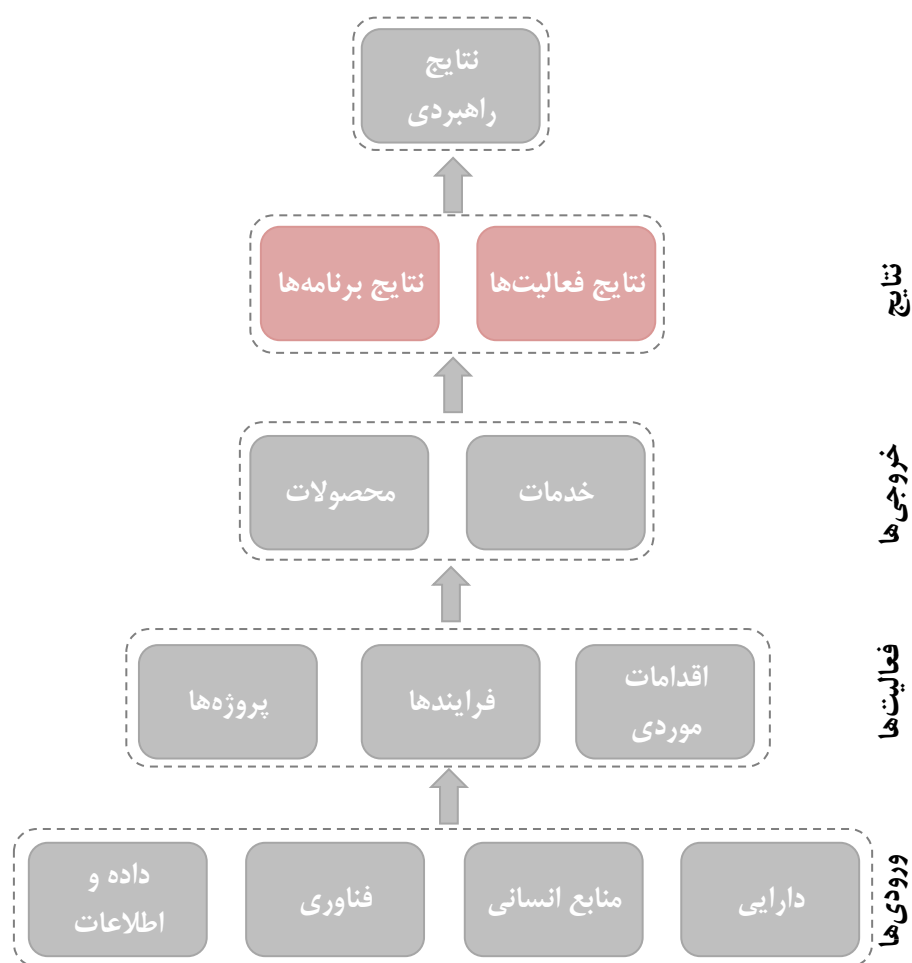 نتایج
راهبردی
نتایج
نتایج فعالیت‌ها
نتایج برنامه‌ها
خروجی‌ها
خدمات
محصولات
فعالیت‌ها
اقدامات
موردی
فرایندها
پروژه‌ها
ورودی‌ها
دارایی
منابع انسانی
فناوری
داده و
اطلاعات